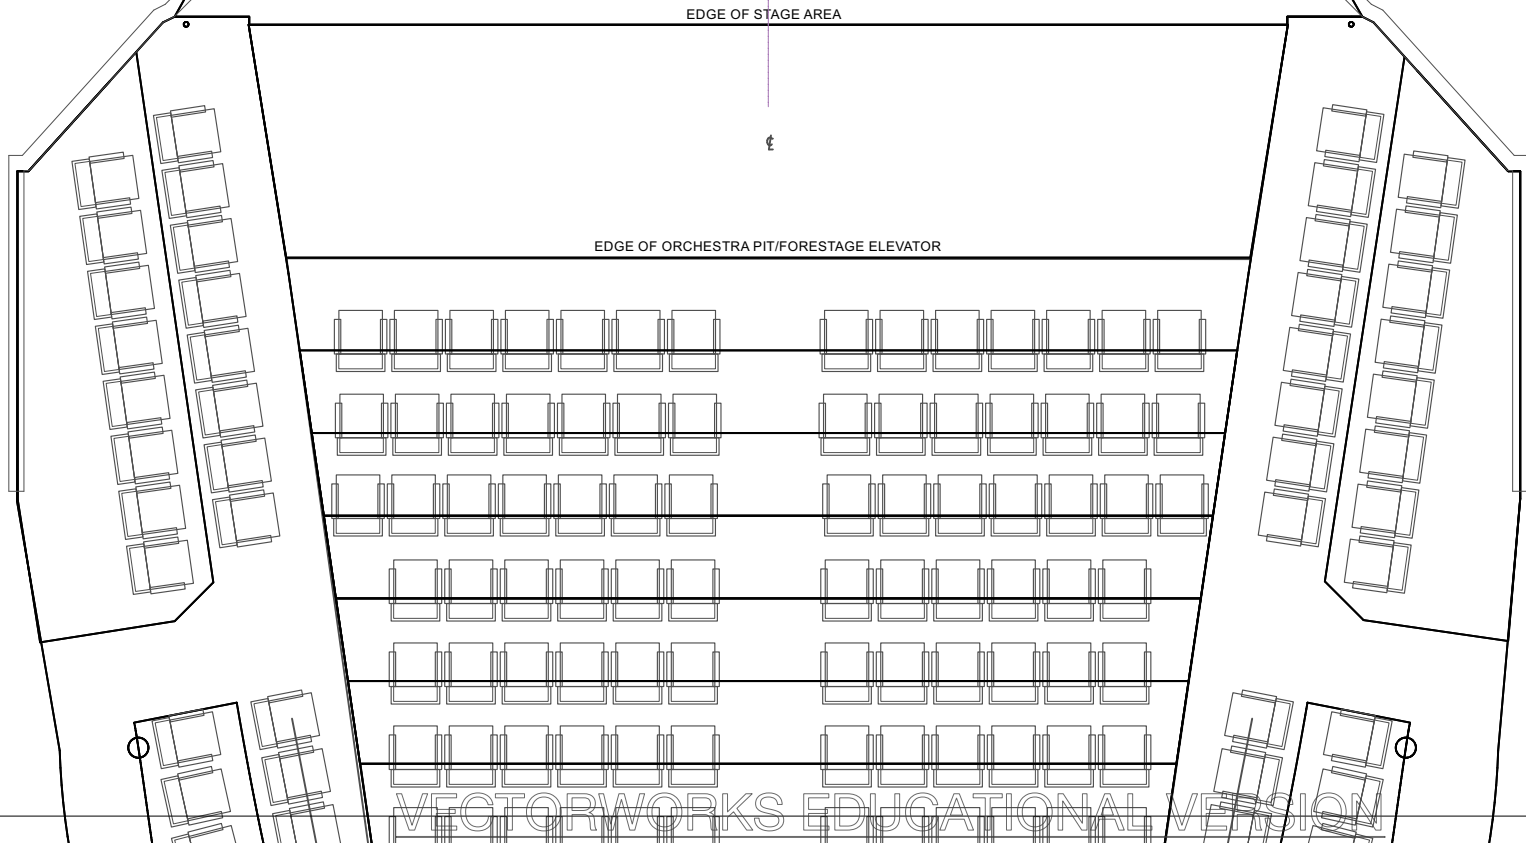 EDGE OF STAGE AREA
℄
EDGE OF ORCHESTRA PIT/FORESTAGE ELEVATOR
VECTORWORKS EDUCATIONAL VERSION